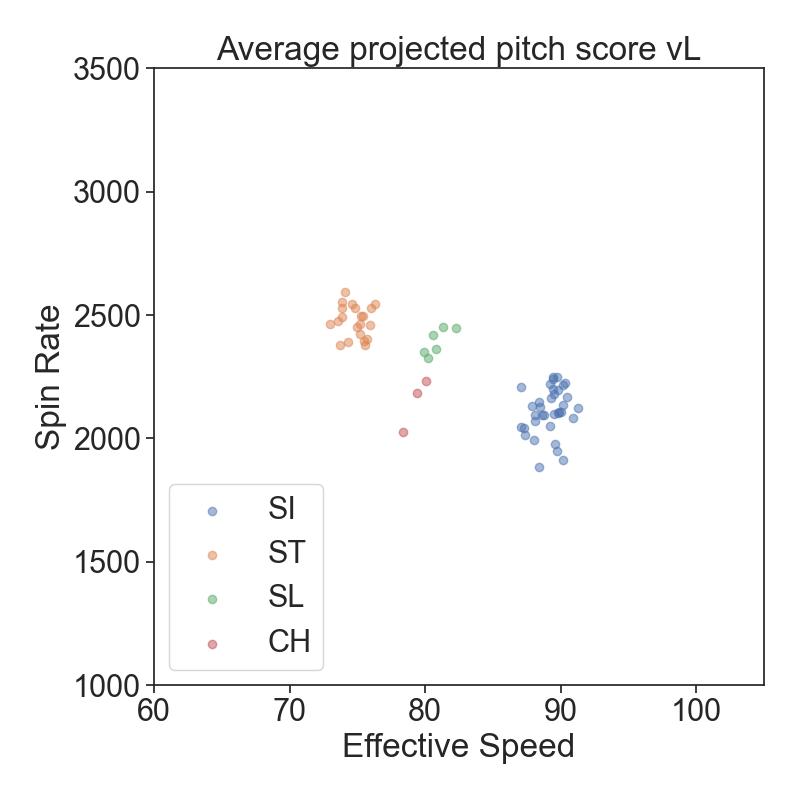 Average projected pitch score vL
3500
3000
2500
2000
1500
1000
Spin Rate
SI
ST
SL
CH
60 70 80 90 100
Effective Speed